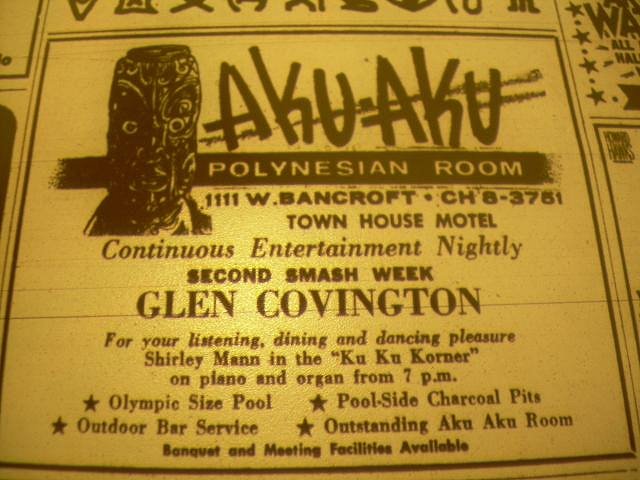 AKU AKU
POLYNESIAN ROOM
1111 W. BANCROFT • CH 8-3781
TOWN HOUSE MOTEL
Continuous Entertainment Nightly
SECOND SMASH WEEK
GLEN COVINGTON
For your listening, dining and dancing pleasure
Shirley Mann in the "Ku Ku Korner"
on piano and organ from 7 p.m.
★ Olympic Size Pool ★ Pool-Side Charcoal Pits
★ Outdoor Bar Service ★ Outstanding Aku Aku Room
Banquet and Meeting Facilities Available